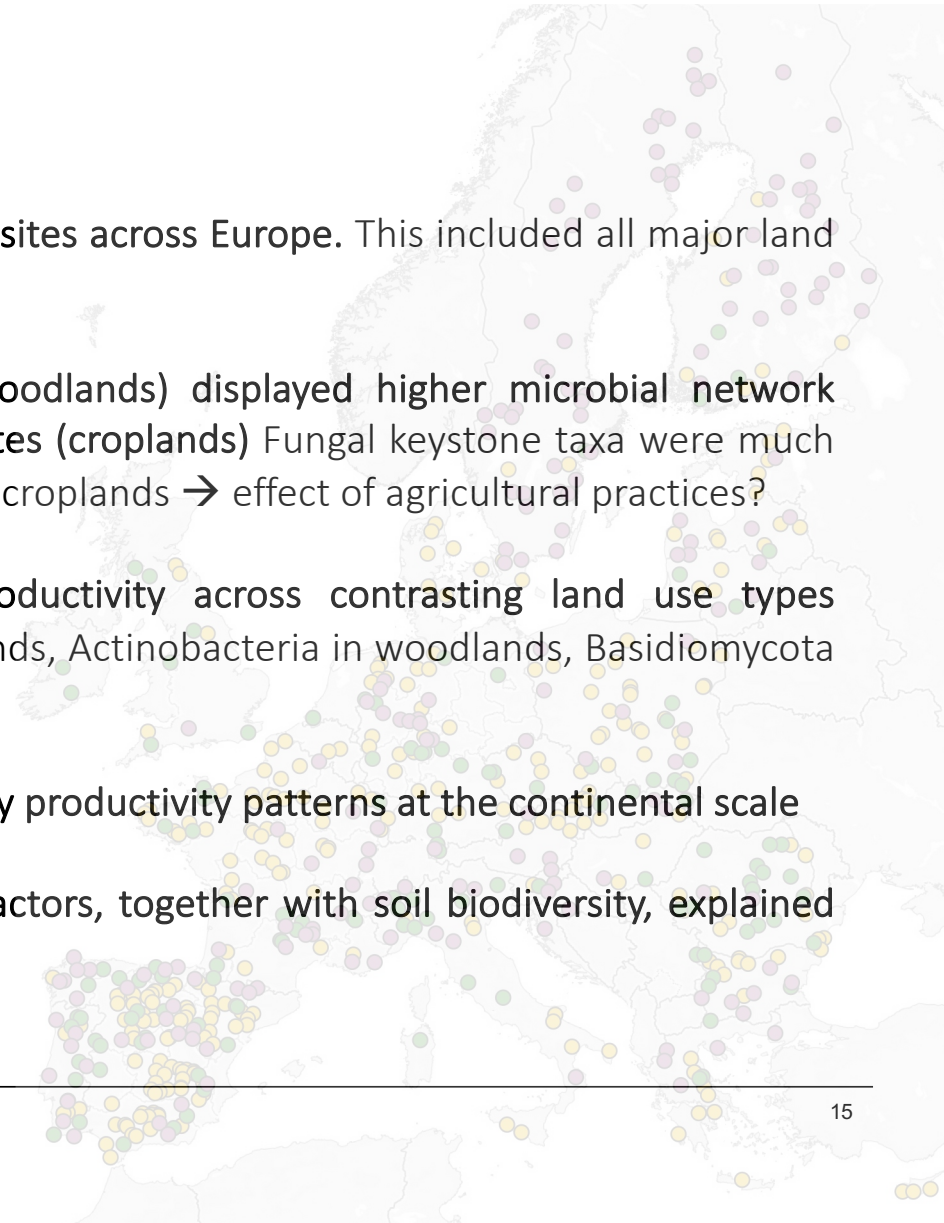 sites across Europe. This included all major land
oodlands) displayed higher microbial network
tes (croplands) Fungal keystone taxa were much
croplands → effect of agricultural practices?
oductivity across contrasting land use types
nds, Actinobacteria in woodlands, Basidiomycota
y productivity patterns at the continental scale
actors, together with soil biodiversity, explained
15